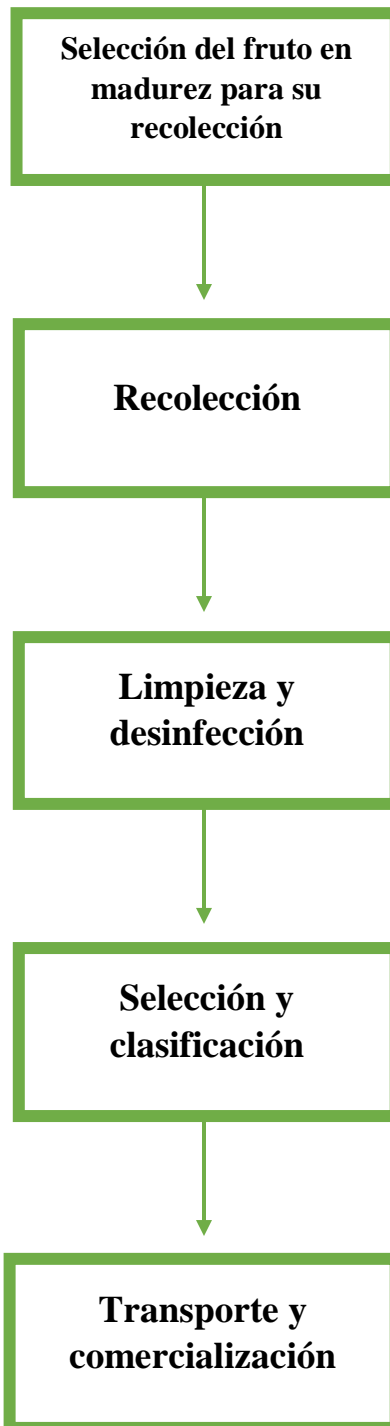 Selección del fruto en
madurez para su
recolección
Recolección
Limpieza y
desinfección
Selección y
clasificación
Transporte y
comercialización